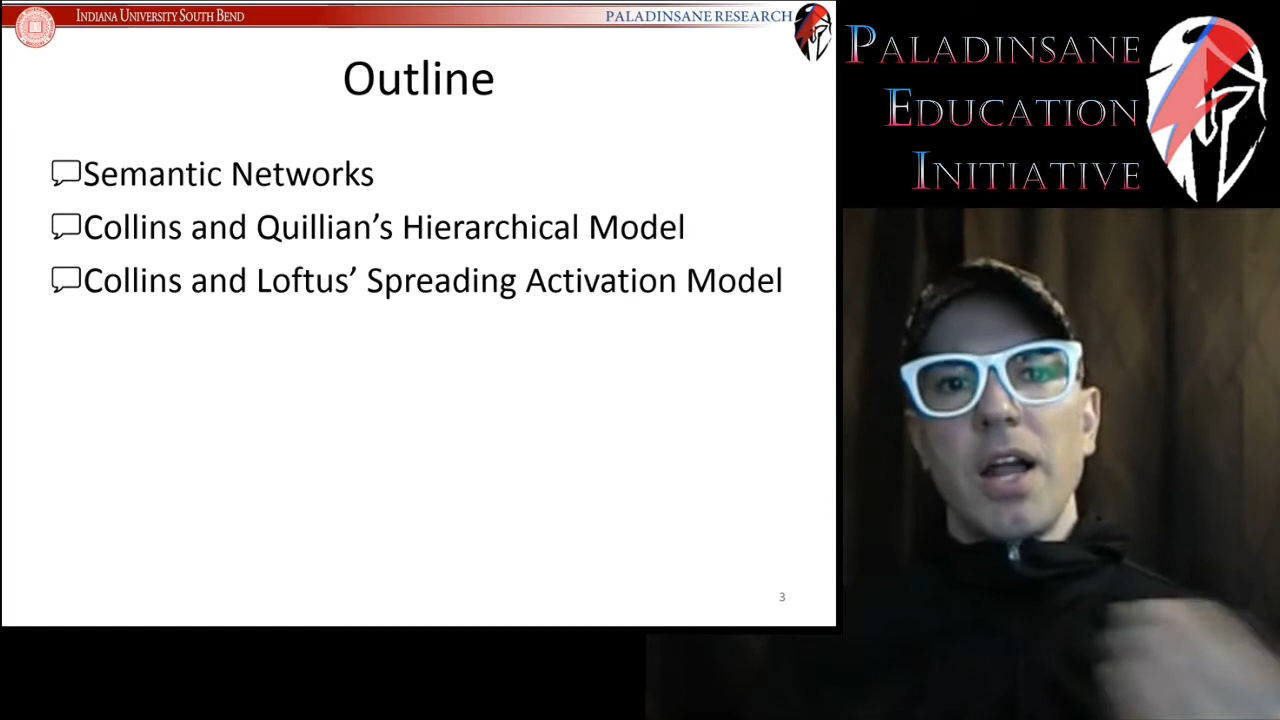 INDIANA UNIVERSITY SOUTH BEND
PALADINSANE RESEARCH
Outline
Semantic Networks
Collins and Quillian’s Hierarchical Model
Collins and Loftus’ Spreading Activation Model
3
PALADINSANE
EDUCATION
INITIATIVE